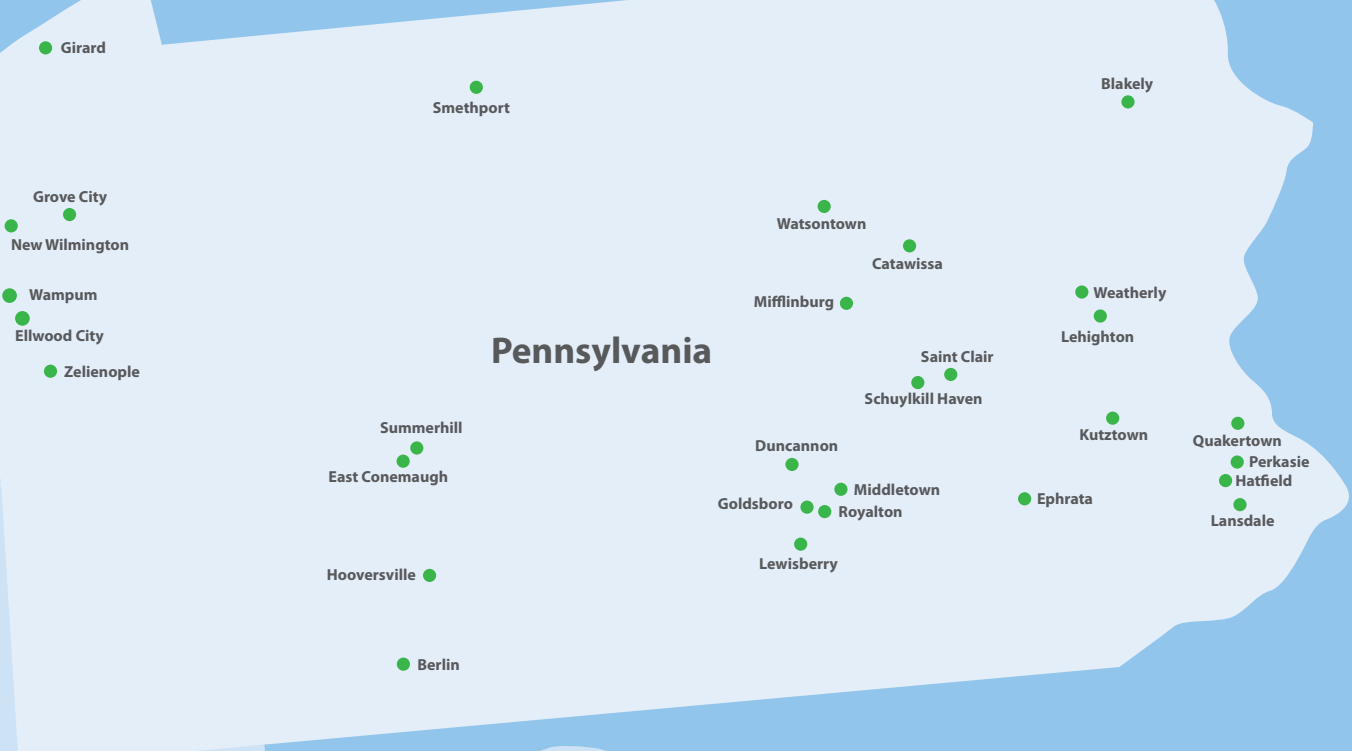 Girard
Blakely
Smethport
Grove City
Watsontown
New Wilmington
Catawissa
Weatherly
Wampum
Mifflinburg
Ellwood City
Lehighton
Pennsylvania
Saint Clair
Zelienople
Schuylkill Haven
Summerhill
Kutztown
Quakertown
Duncannon
Perkasie
East Conemaugh
Hatfield
Middletown
Ephrata
Goldsboro
Royalton
Lansdale
Lewisberry
Hooversville
Berlin